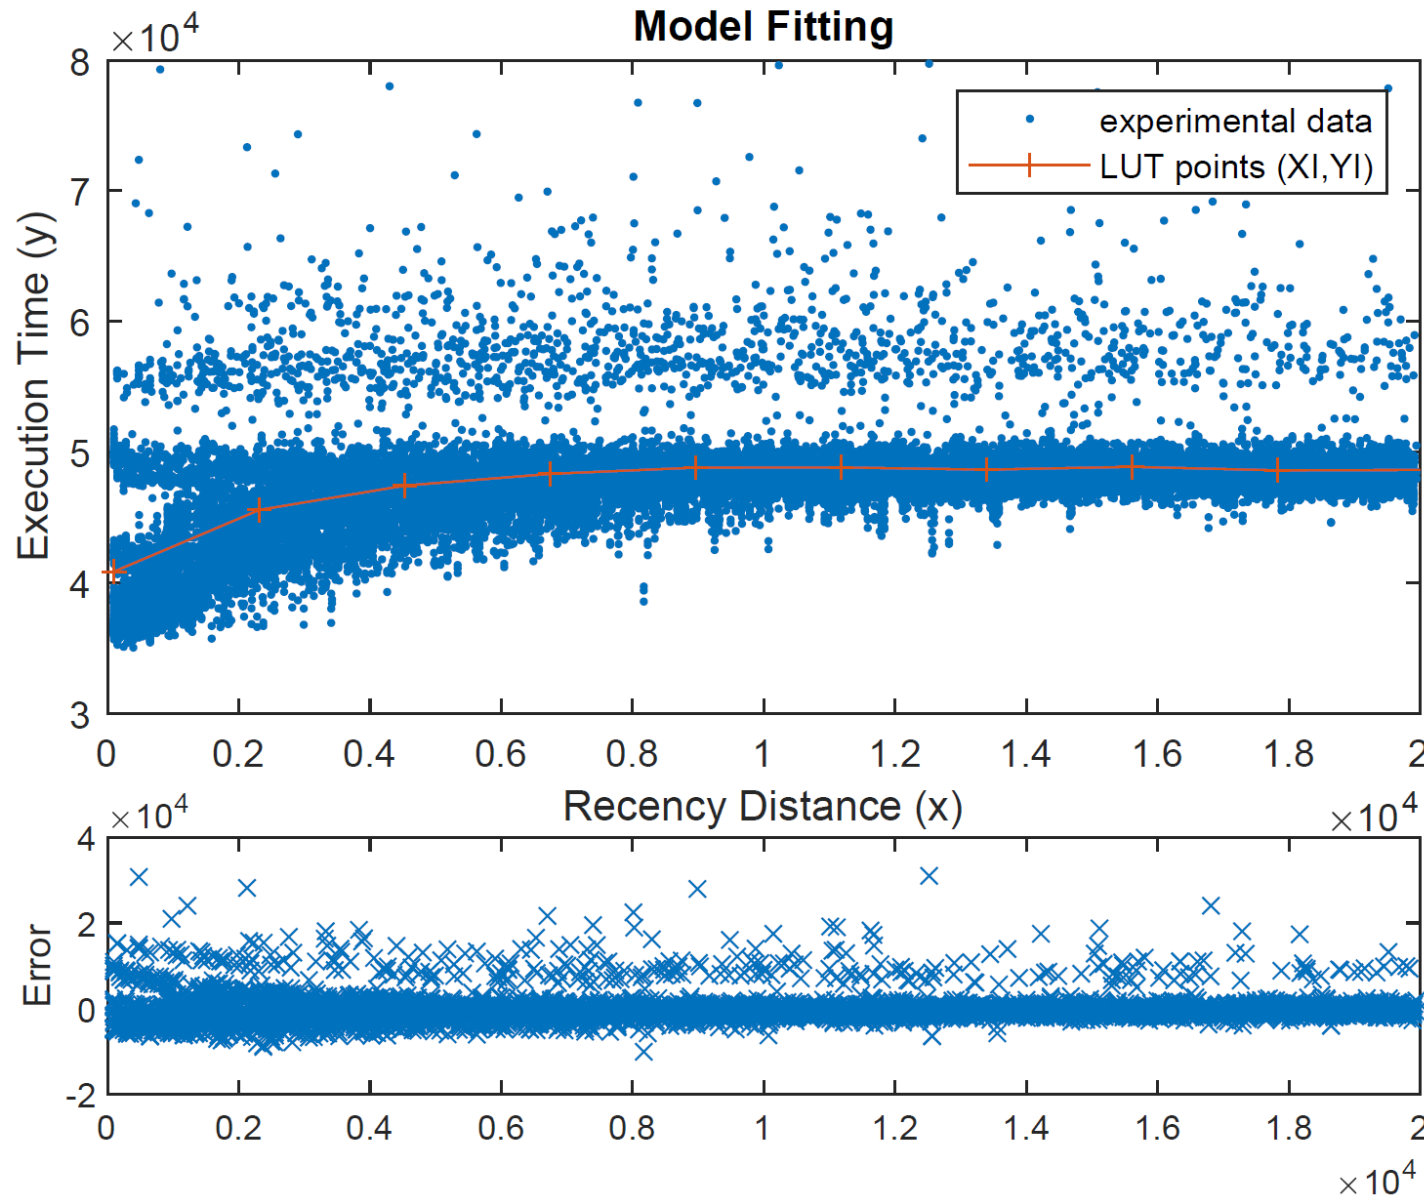 Model Fitting
×10⁴
8
7
6
5
4
3
Execution Time (y)
experimental data
LUT points (XI,YI)
0 0.2 0.4 0.6 0.8 1 1.2 1.4 1.6 1.8 2
Recency Distance (x)
×10⁴
×10⁴
4
2
0
-2
Error
0 0.2 0.4 0.6 0.8 1 1.2 1.4 1.6 1.8 2
×10⁴